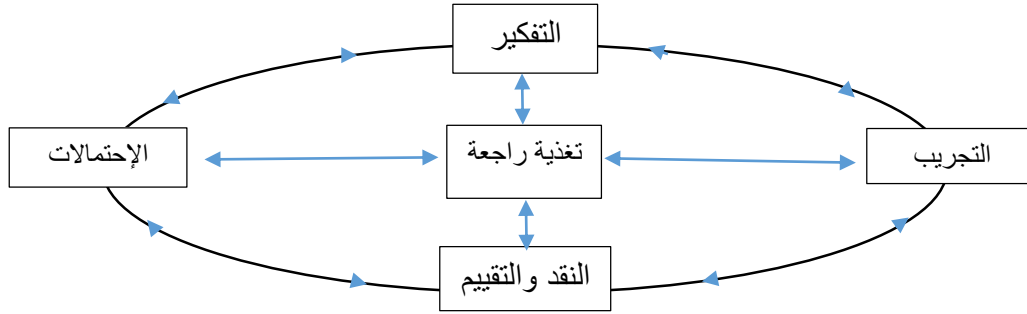 التفكير
التجريب
تغذية راجعة
الإحتمالات
النقد والتقييم